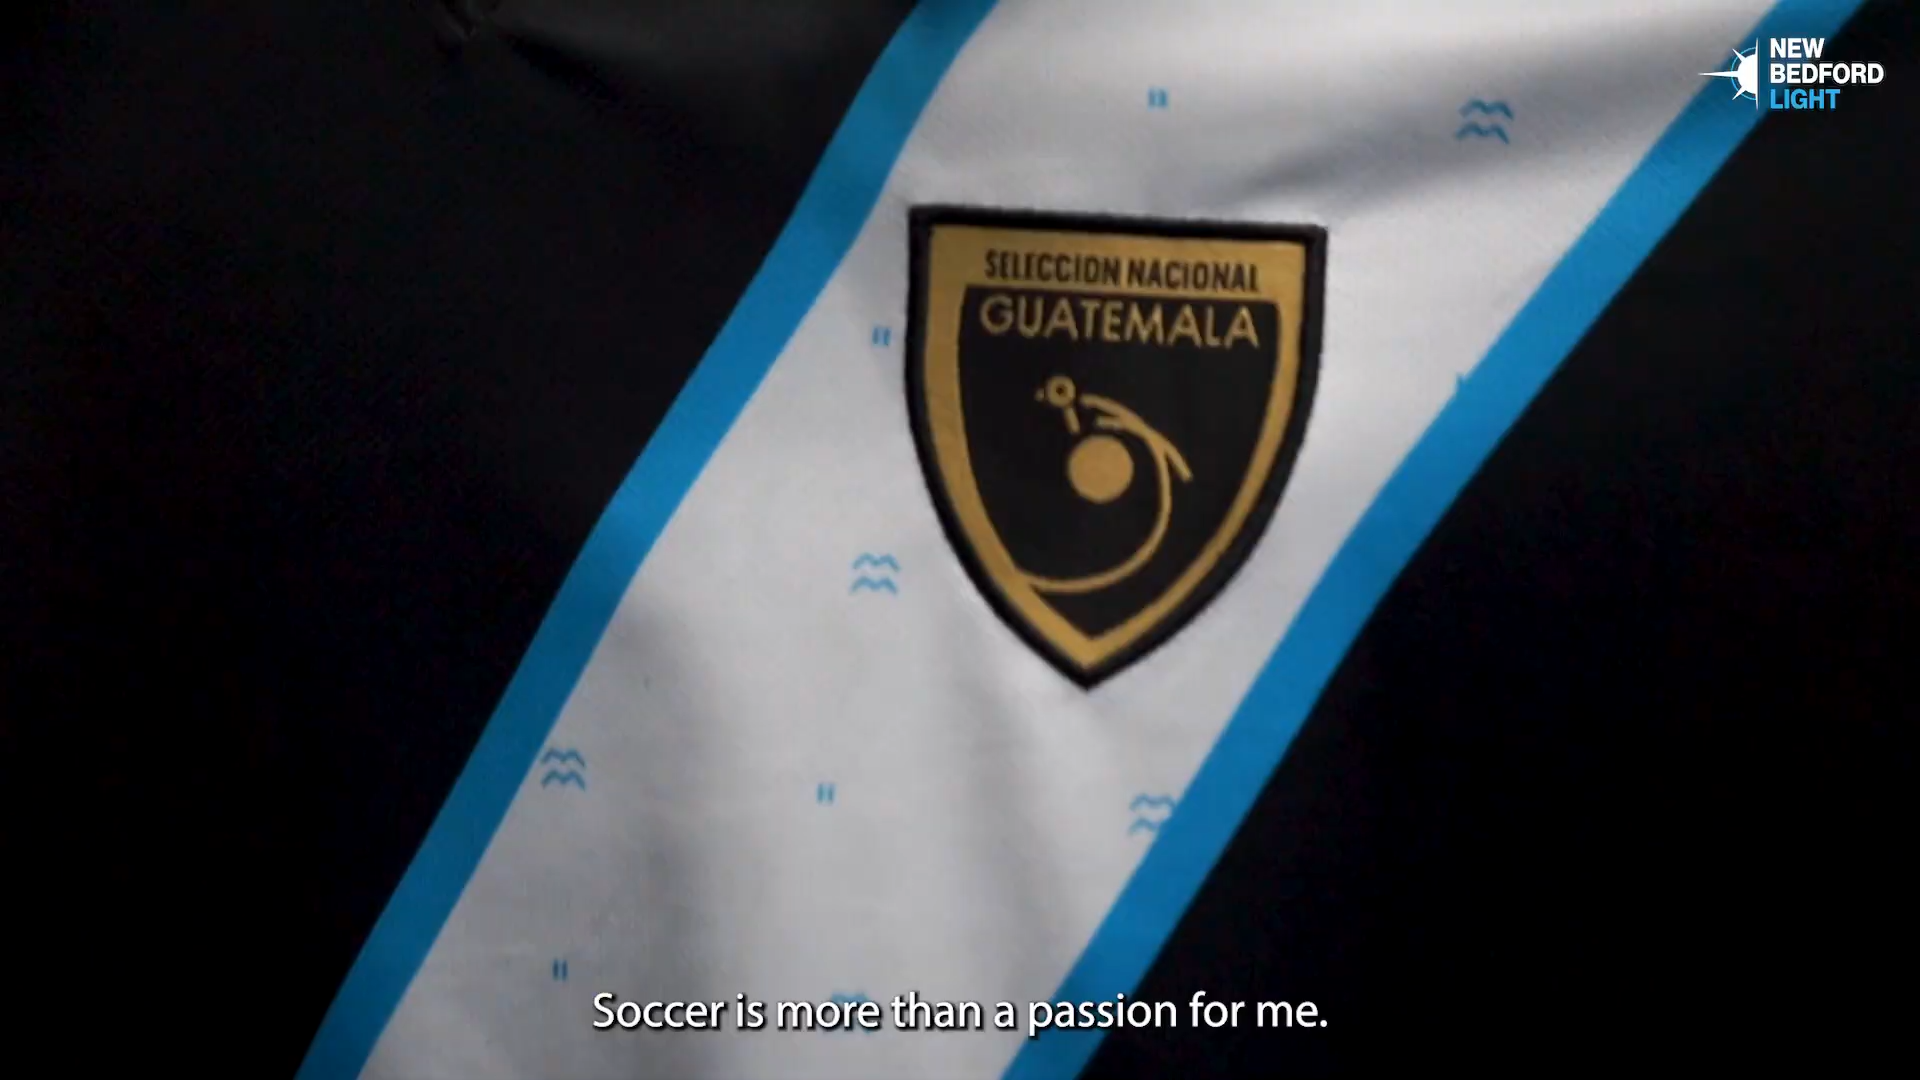 NEW
BEDFORD
LIGHT
SELECCION NACIONAL
GUATEMALA
Soccer is more than a passion for me.